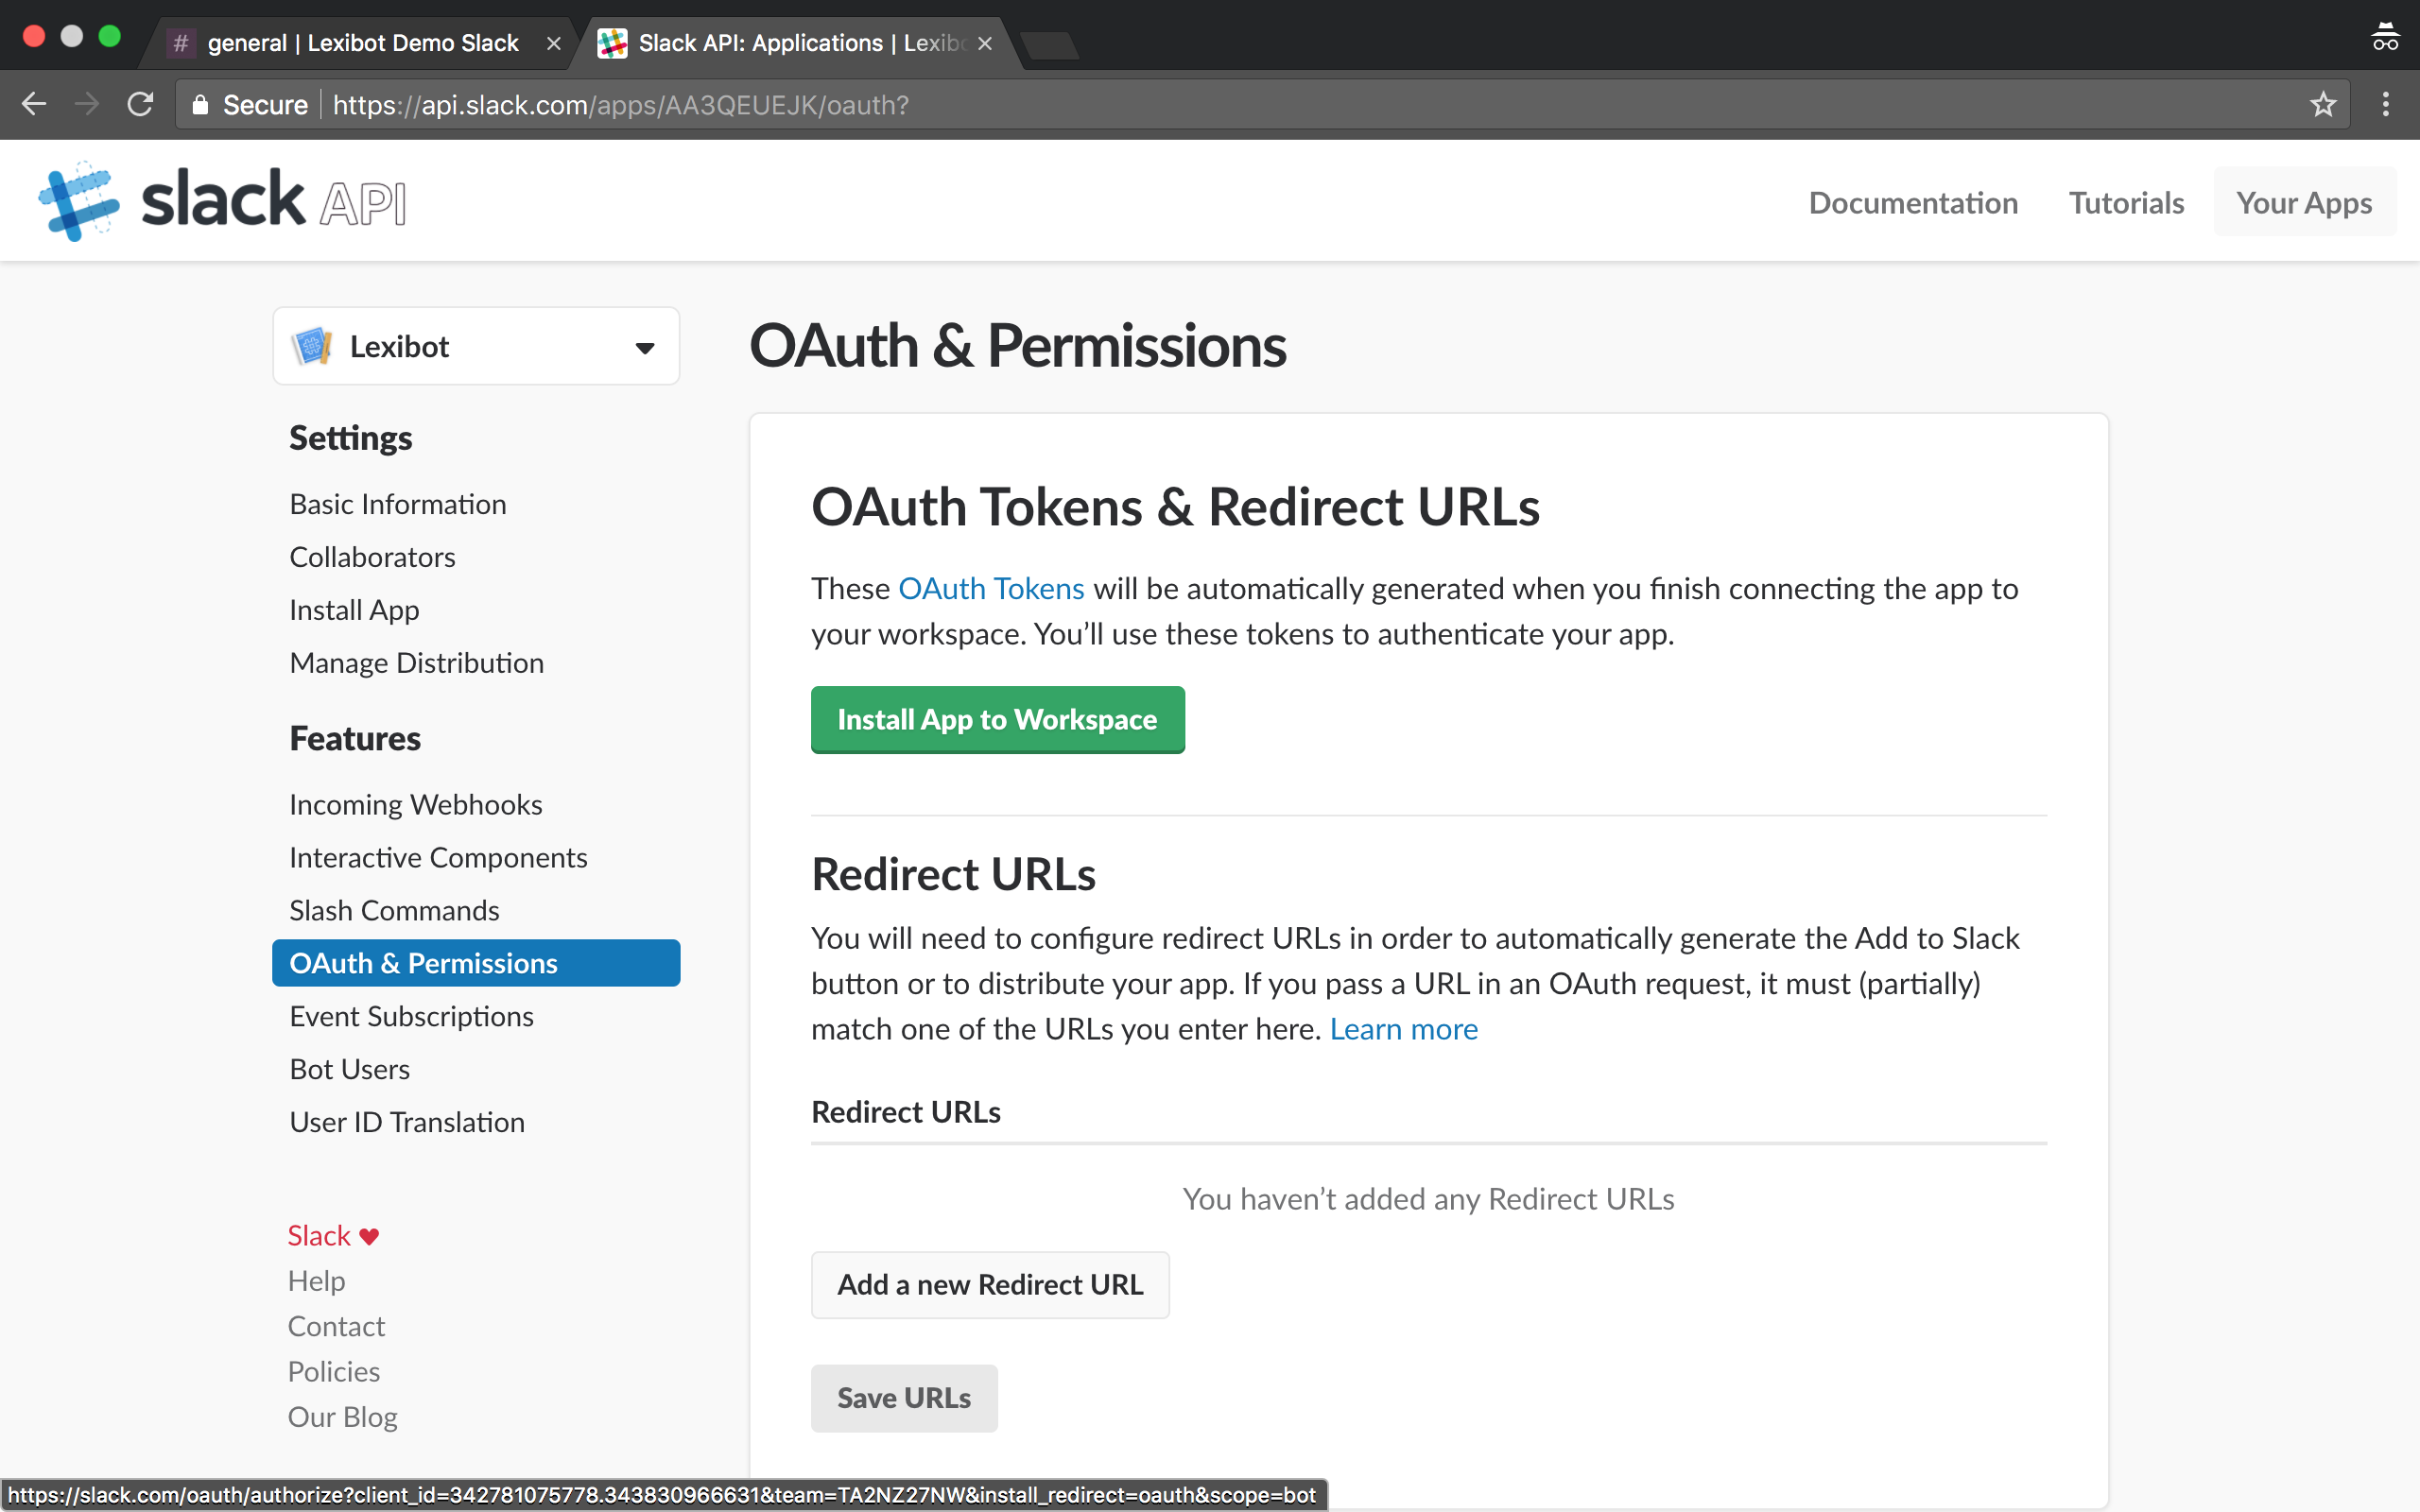 # general | Lexibot Demo Slack
Slack API: Applications | Lexibo
Secure https://api.slack.com/apps/AA3QEUEJK/oauth?
slack API
Documentation Tutorials Your Apps
Lexibot
Settings
Basic Information
Collaborators
Install App
Manage Distribution
Features
Incoming Webhooks
Interactive Components
Slash Commands
OAuth & Permissions
Event Subscriptions
Bot Users
User ID Translation
Slack ♥
Help
Contact
Policies
Our Blog
OAuth & Permissions
OAuth Tokens & Redirect URLs
These OAuth Tokens will be automatically generated when you finish connecting the app to
your workspace. You’ll use these tokens to authenticate your app.
Install App to Workspace
Redirect URLs
You will need to configure redirect URLs in order to automatically generate the Add to Slack
button or to distribute your app. If you pass a URL in an OAuth request, it must (partially)
match one of the URLs you enter here. Learn more
Redirect URLs
You haven’t added any Redirect URLs
Add a new Redirect URL
Save URLs
https://slack.com/oauth/authorize?client_id=342781075778.343830966631&team=TA2NZ27NW&install_redirect=oauth&scope=bot